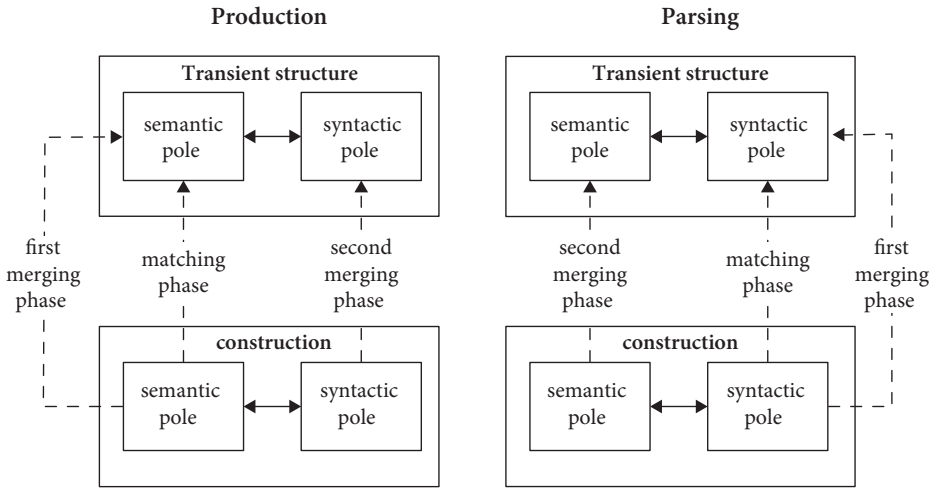 Production
Transient structure
semantic
pole
syntactic
pole
first
merging
phase
matching
phase
second
merging
phase
construction
semantic
pole
syntactic
pole
Parsing
Transient structure
semantic
pole
syntactic
pole
second
merging
phase
matching
phase
first
merging
phase
construction
semantic
pole
syntactic
pole